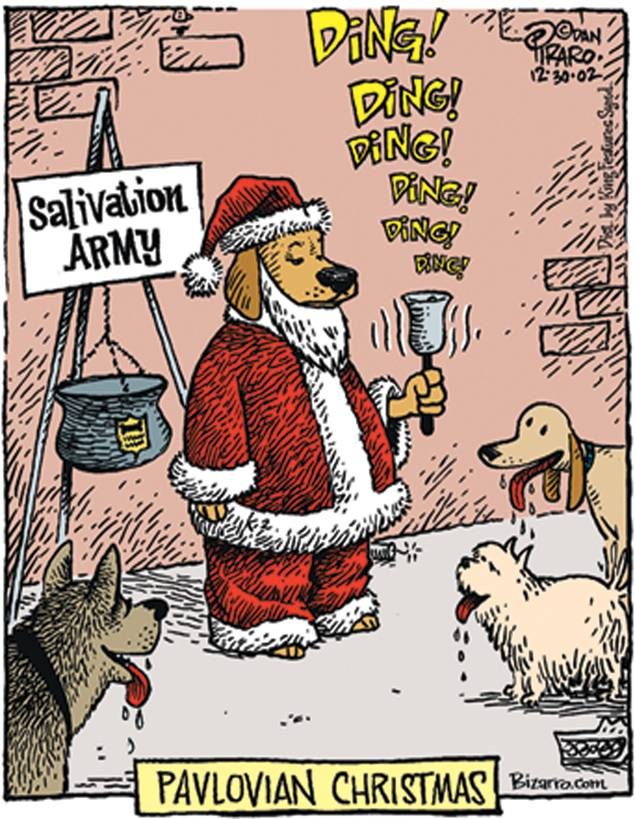 DING!
DING!
DING!
DING!
DING!
DING!
©DAN
PIRARO.
12·30·02
Dist. by King Features Synd.
Salivation
ARMY
PAVLOVIAN CHRISTMAS
Bizarro.com